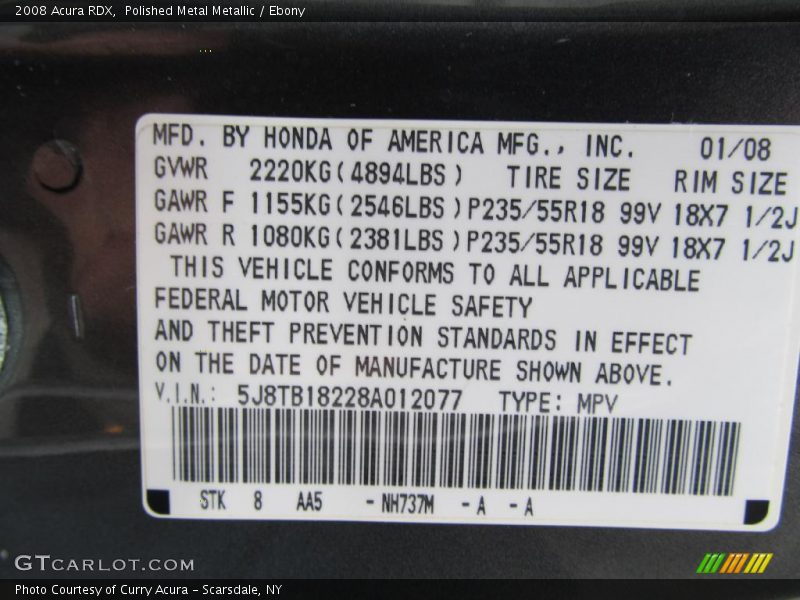 2008 Acura RDX,  Polished Metal Metallic / Ebony
MFD. BY HONDA OF AMERICA MFG., INC. 01/08
GVWR 2220KG(4894LBS) TIRE SIZE RIM SIZE
GAWR F 1155KG(2546LBS)P235/55R18 99V 18X7 1/2J
GAWR R 1080KG(2381LBS)P235/55R18 99V 18X7 1/2J
THIS VEHICLE CONFORMS TO ALL APPLICABLE
FEDERAL MOTOR VEHICLE SAFETY
AND THEFT PREVENTION STANDARDS IN EFFECT
ON THE DATE OF MANUFACTURE SHOWN ABOVE.
V.I.N.: 5J8TB18228A012077 TYPE: MPV
STK 8 AA5 -NH737M -A -A
GTCARLOT.COM
Photo Courtesy of Curry Acura - Scarsdale, NY